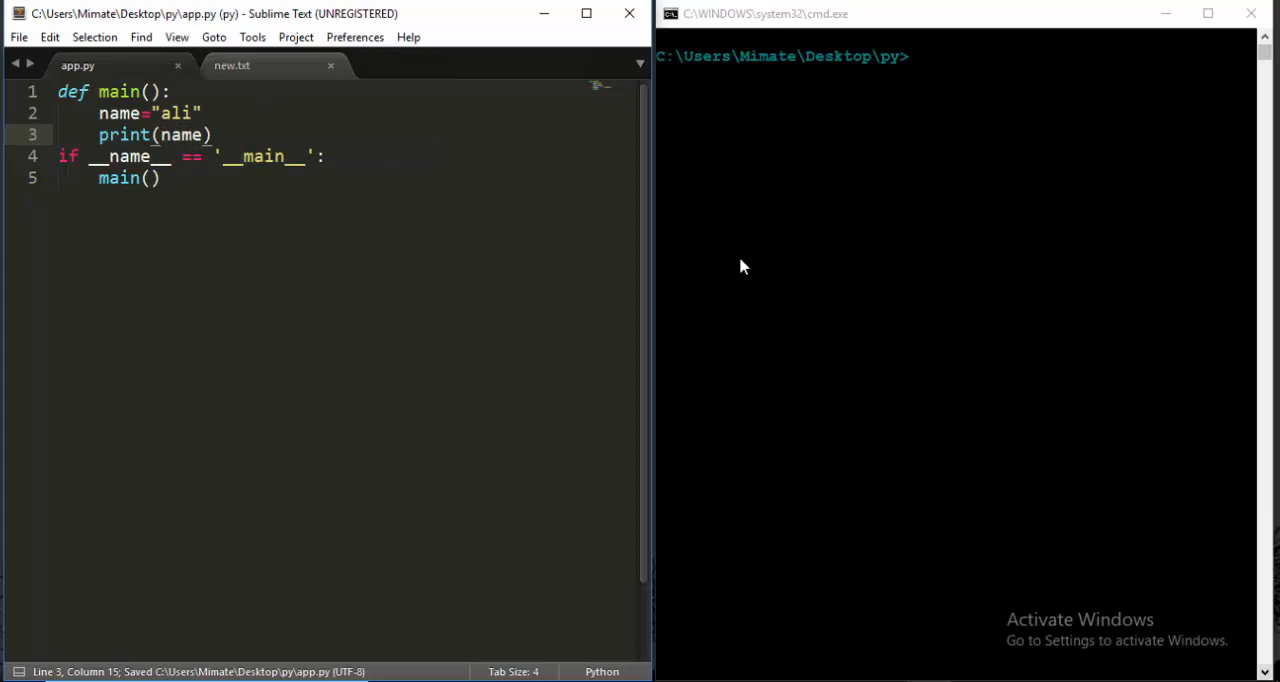 C:\Users\Mimate\Desktop\py\app.py (py) - Sublime Text (UNREGISTERED)
File Edit Selection Find View Goto Tools Project Preferences Help
app.py new.txt
1 def main():
2     name="ali"
3     print(name)
4 if __name__ == '__main__':
5     main()
Line 3, Column 15; Saved C:\Users\Mimate\Desktop\py\app.py (UTF-8) Tab Size: 4 Python
C:\WINDOWS\system32\cmd.exe
C:\Users\Mimate\Desktop\py>
Activate Windows
Go to Settings to activate Windows.